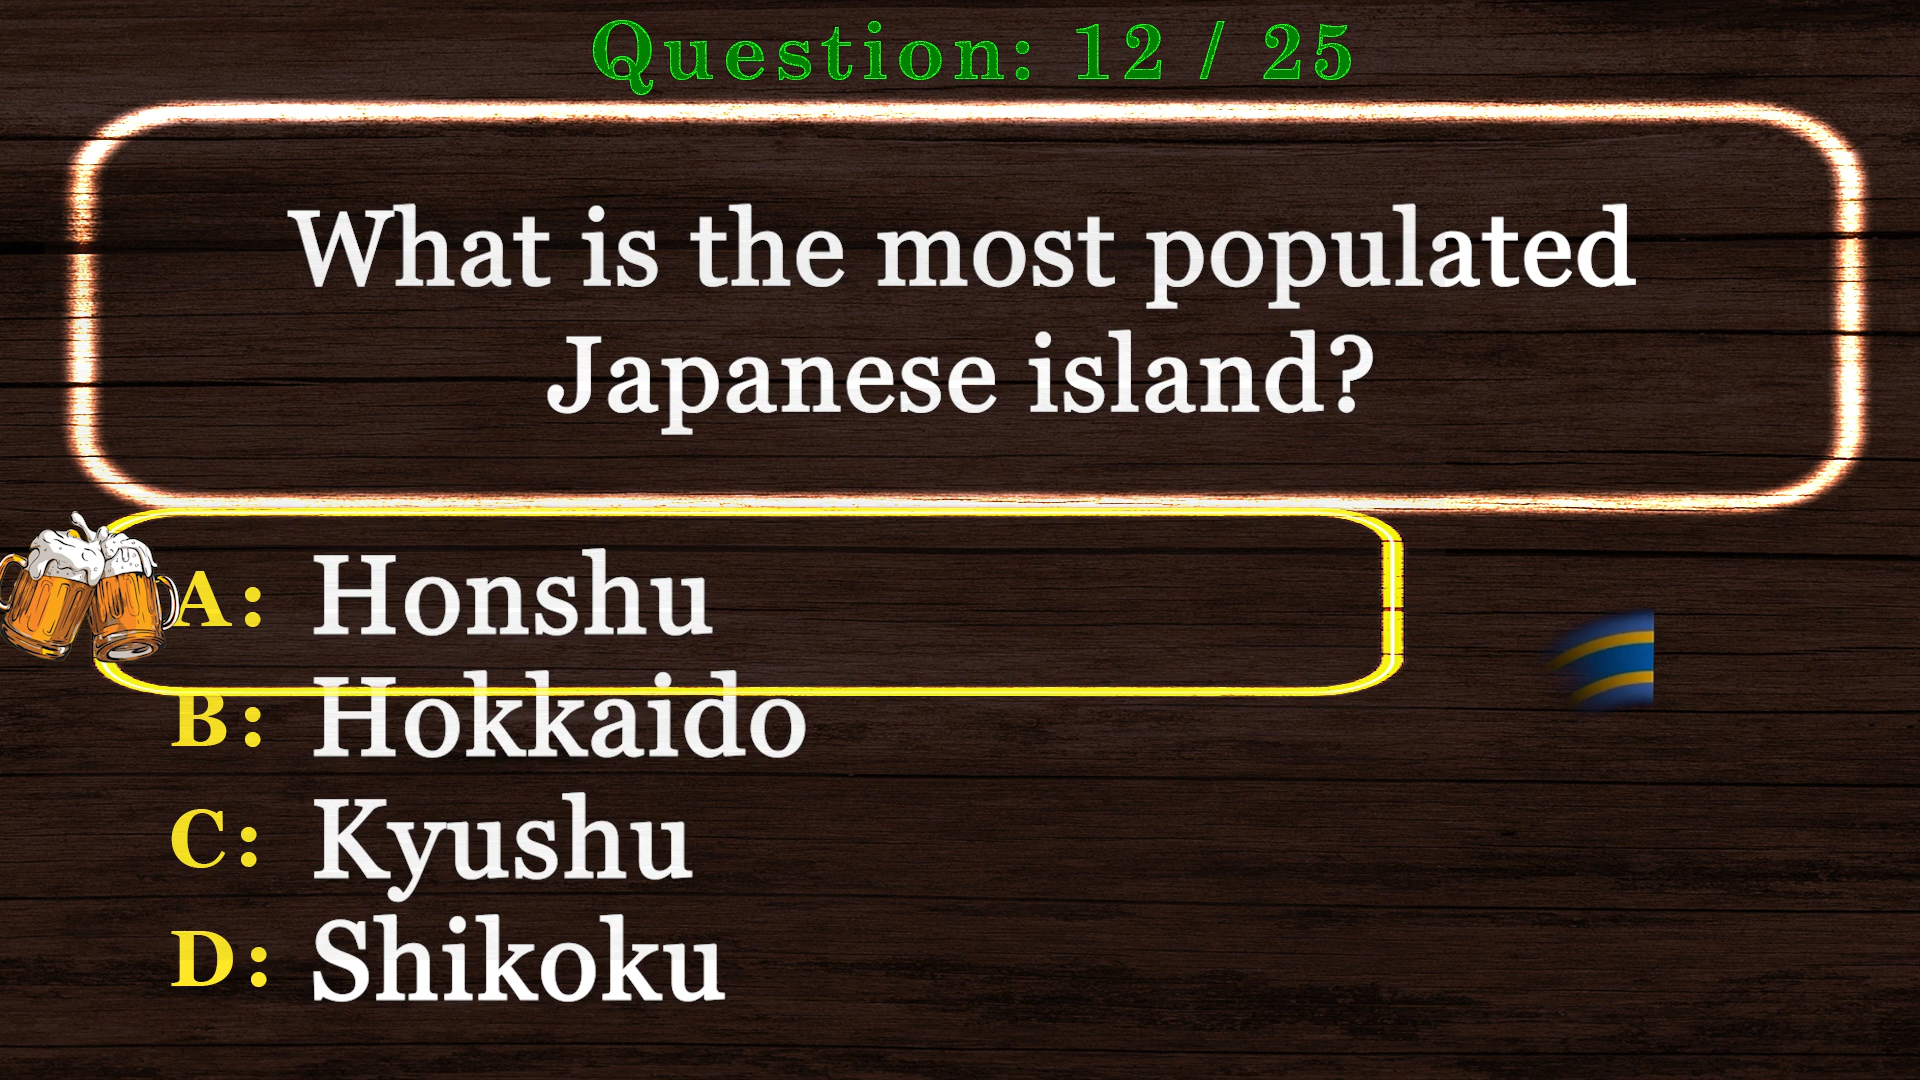 Question: 12 / 25
What is the most populated
Japanese island?
A: Honshu
B: Hokkaido
C: Kyushu
D: Shikoku